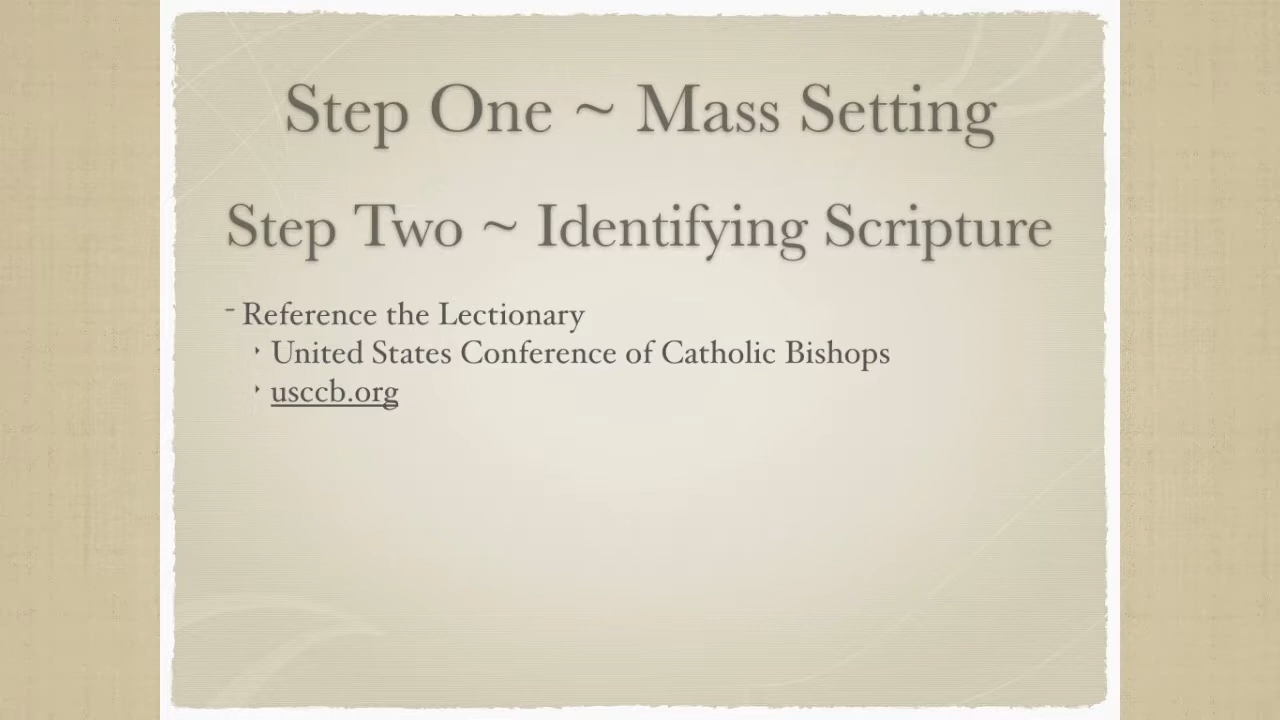 Step One ~ Mass Setting
Step Two ~ Identifying Scripture
- Reference the Lectionary
‣ United States Conference of Catholic Bishops
‣ usccb.org